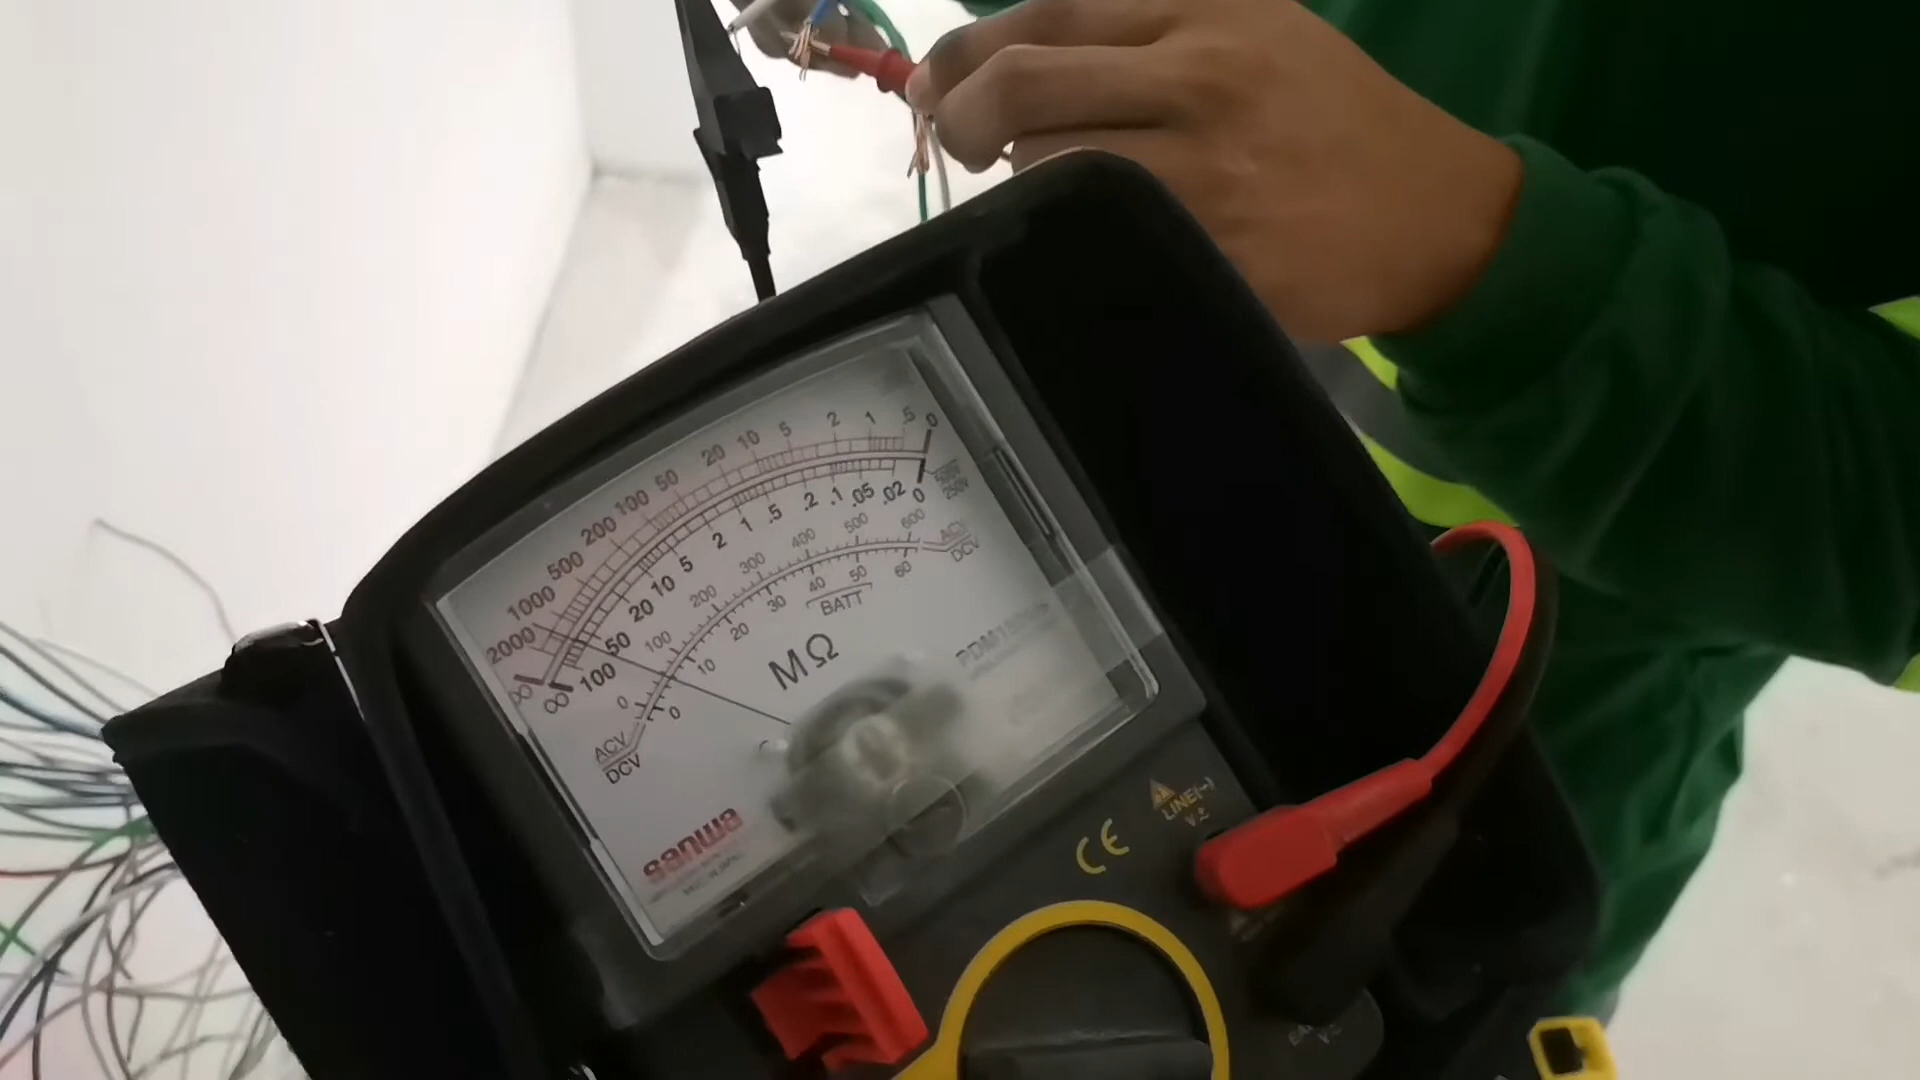 ∞ 2000 1000 500 200 100 50 20 10 5 2 1 .5 0
∞ 100 50 20 10 5 2 1 .5 .2 .1 .05 .02 0
500V
250V
0 100 200 300 400 500 600
ACV
DCV
ACV
DCV
0 10 20 30 40 50 60
BATT
MΩ
sanwa
CE
LINE(-)